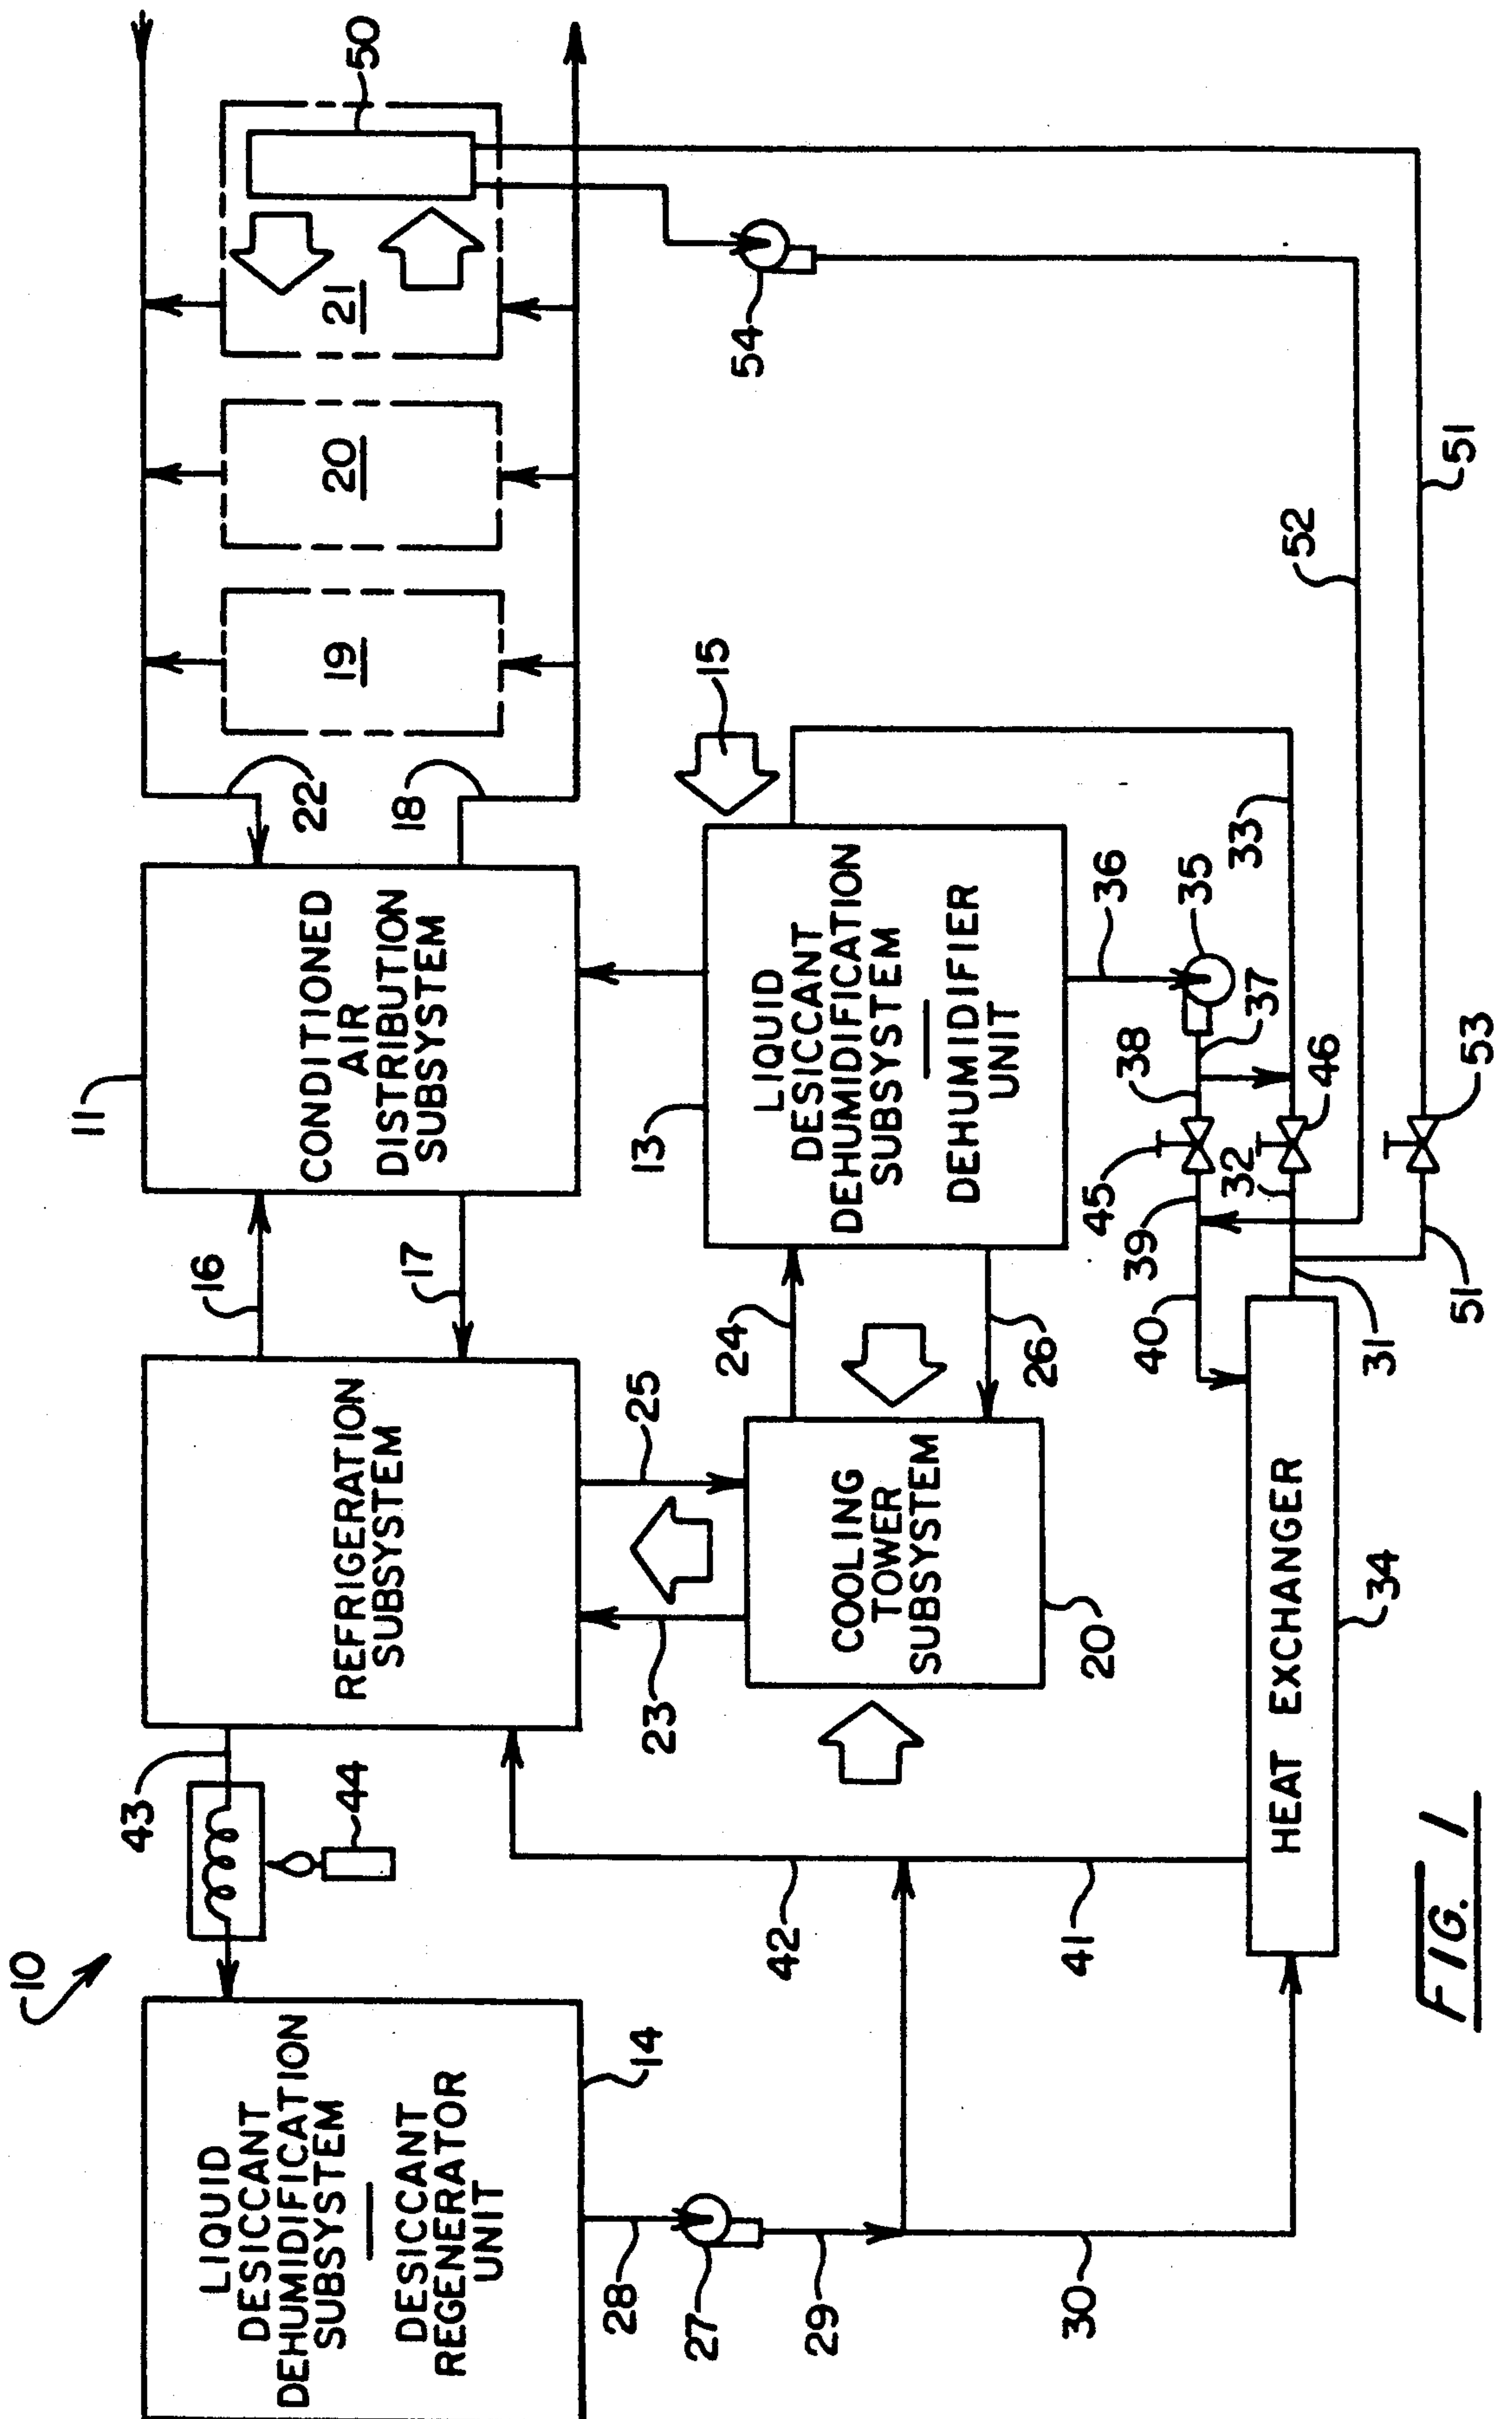 10
LIQUID
DESICCANT
DEHUMIDIFICATION
SUBSYSTEM
DESICCANT
REGENERATOR
UNIT
14
43
44
REFRIGERATION
SUBSYSTEM
16
17
11
CONDITIONED
AIR
DISTRIBUTION
SUBSYSTEM
22
18
19
20
21
50
28
27
29
30
42
41
23
25
COOLING
TOWER
SUBSYSTEM
20
24
26
13
LIQUID
DESICCANT
DEHUMIDIFICATION
SUBSYSTEM
DEHUMIDIFIER
UNIT
15
36
35
37
38
45
39
40
32
46
33
31
HEAT EXCHANGER
34
51
53
52
51
54
FIG. 1